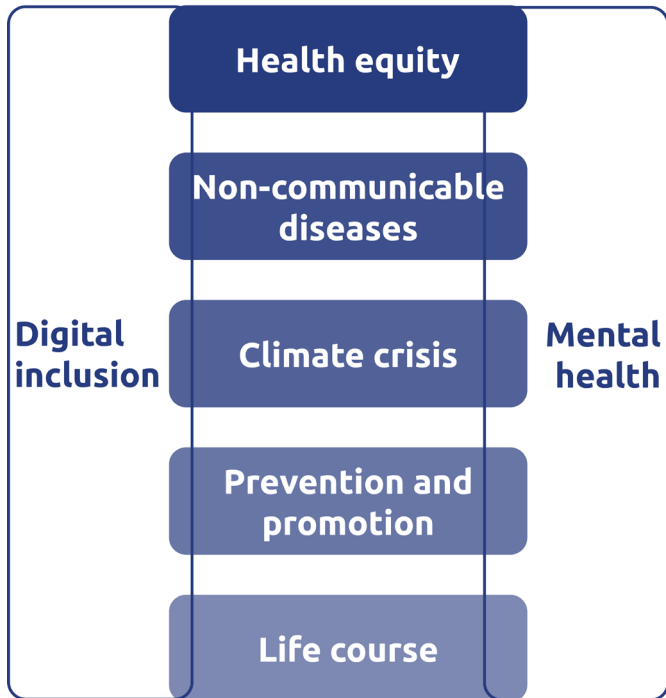 Health equity
Non-communicable
diseases
Digital
inclusion
Climate crisis
Mental
health
Prevention and
promotion
Life course